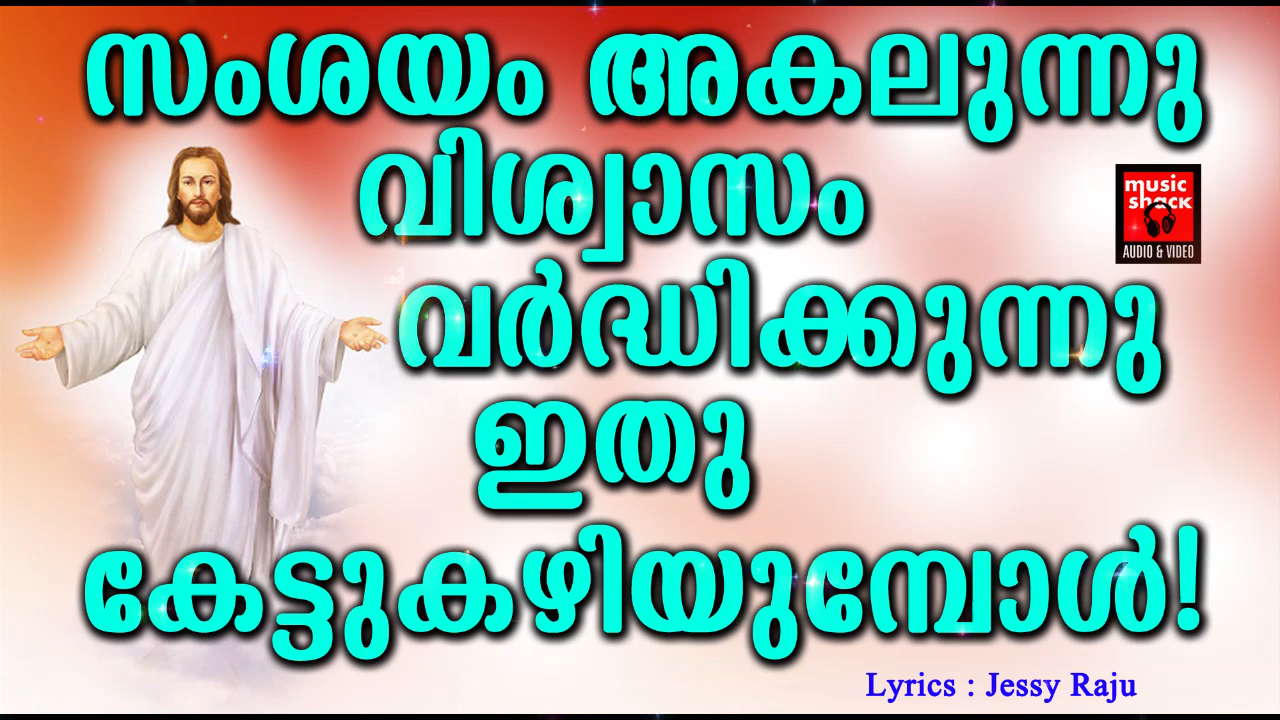 സംശയം അകലുന്നു
വിശ്വാസം
music
shack
AUDIO & VIDEO
വർദ്ധിക്കുന്നു
ഇതു
കേട്ടുകഴിയുമ്പോൾ!
Lyrics : Jessy Raju